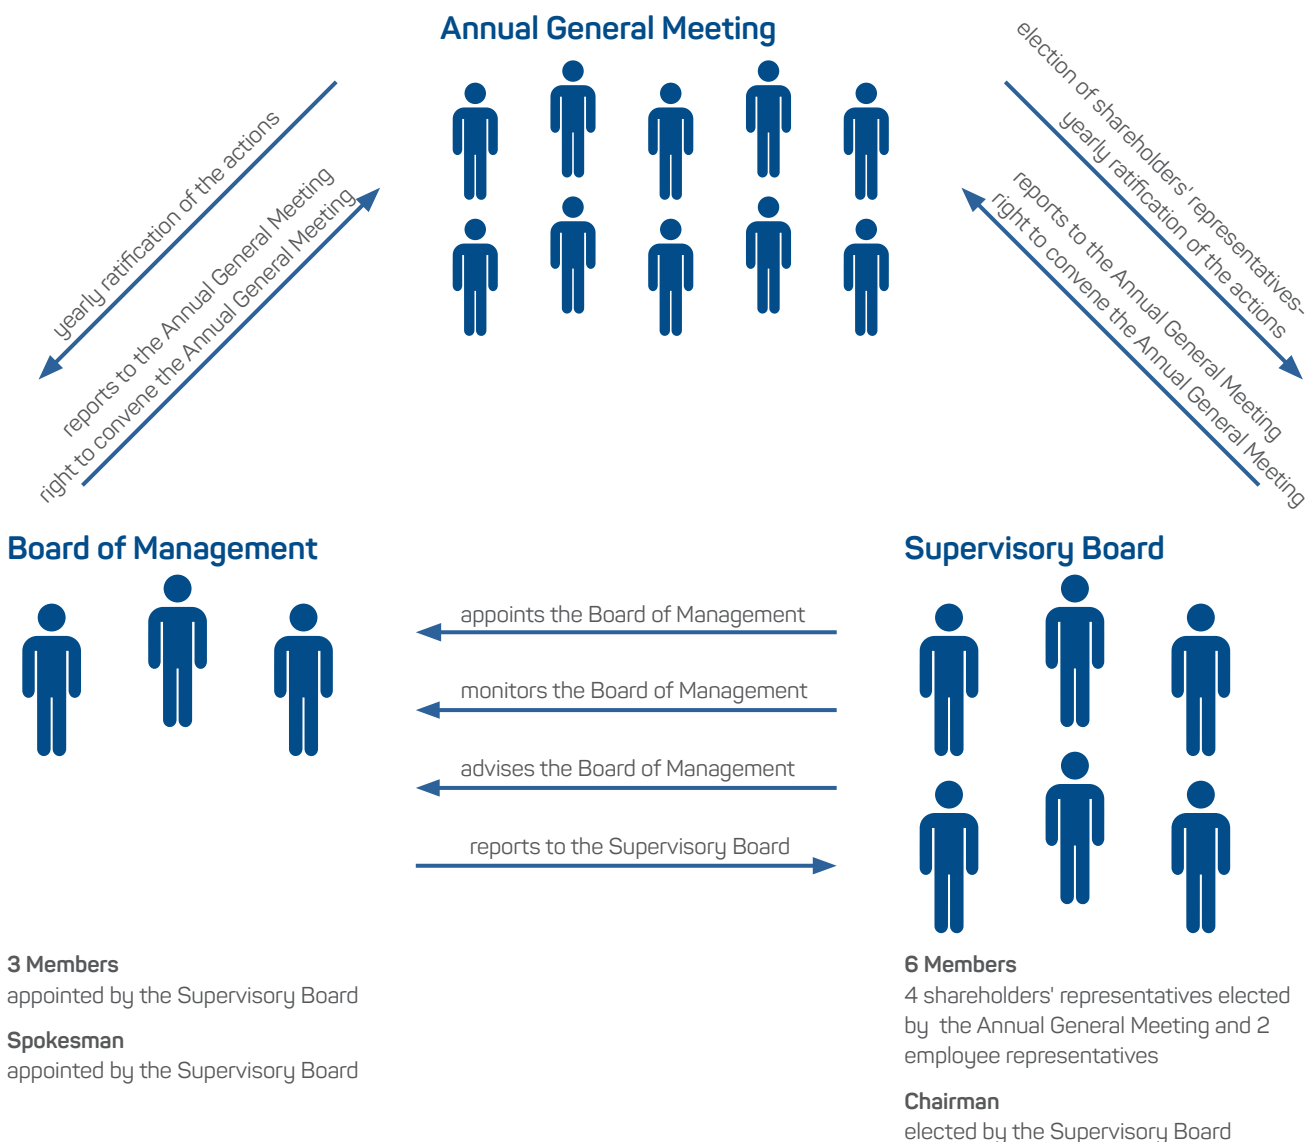 Annual General Meeting
yearly ratification of the actions
reports to the Annual General Meeting
right to convene the Annual General Meeting
election of shareholders' representatives-
yearly ratification of the actions
reports to the Annual General Meeting
right to convene the Annual General Meeting
Board of Management
Supervisory Board
appoints the Board of Management
monitors the Board of Management
advises the Board of Management
reports to the Supervisory Board
3 Members
appointed by the Supervisory Board
Spokesman
appointed by the Supervisory Board
6 Members
4 shareholders' representatives elected
by the Annual General Meeting and 2
employee representatives
Chairman
elected by the Supervisory Board